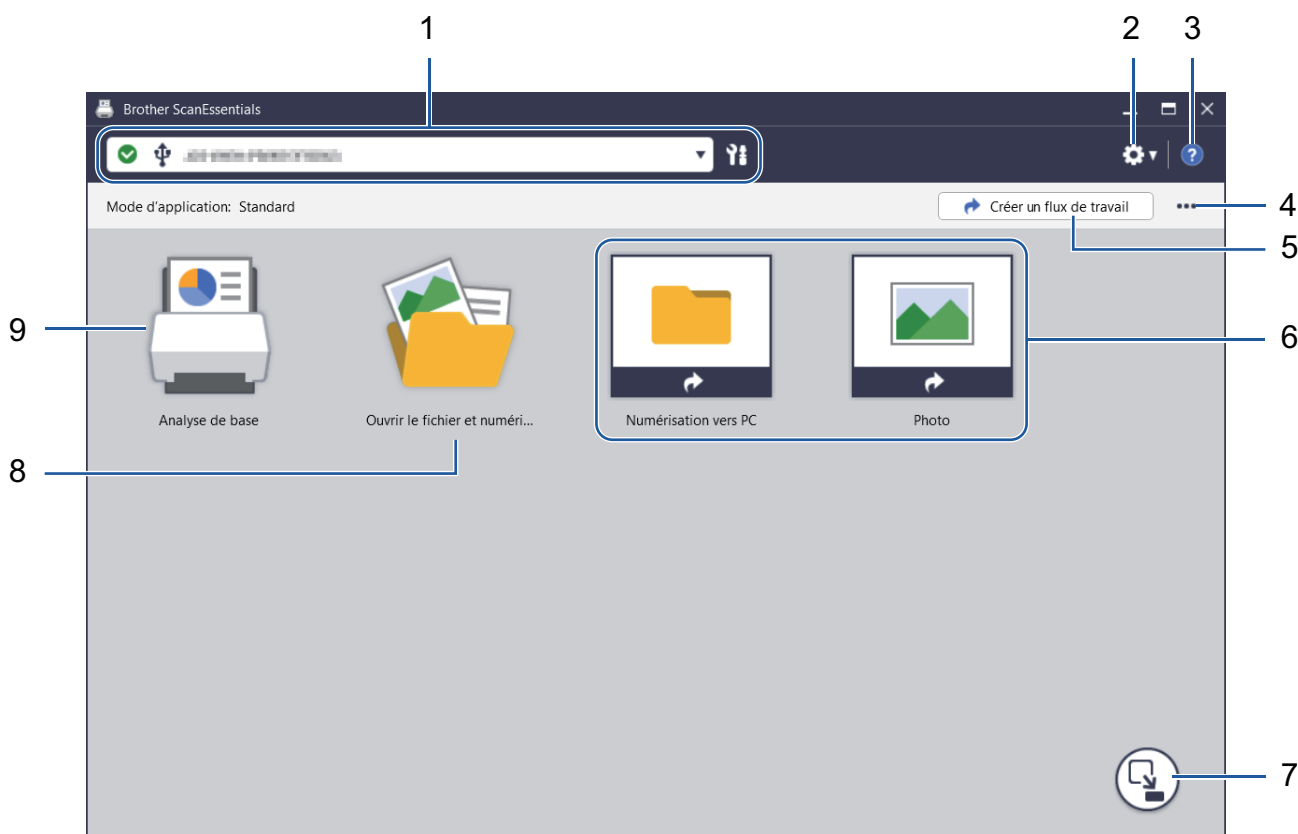 1
2
3
Brother ScanEssentials
Mode d'application: Standard
Créer un flux de travail
4
5
6
9
Analyse de base
Ouvrir le fichier et numéri...
Numérisation vers PC
Photo
8
7